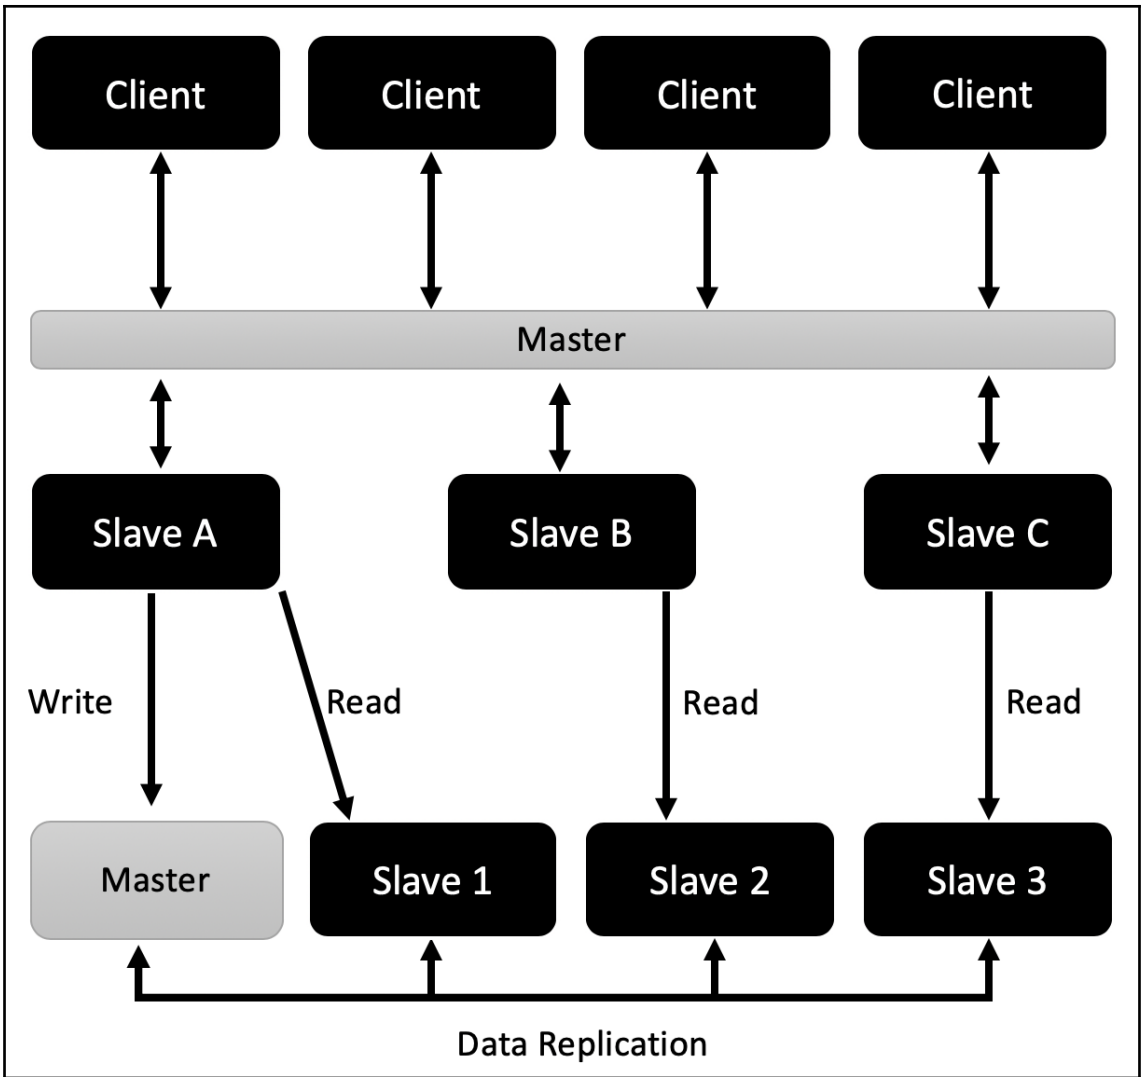 Client
Client
Client
Client
Master
Slave A
Slave B
Slave C
Write
Read
Read
Read
Master
Slave 1
Slave 2
Slave 3
Data Replication